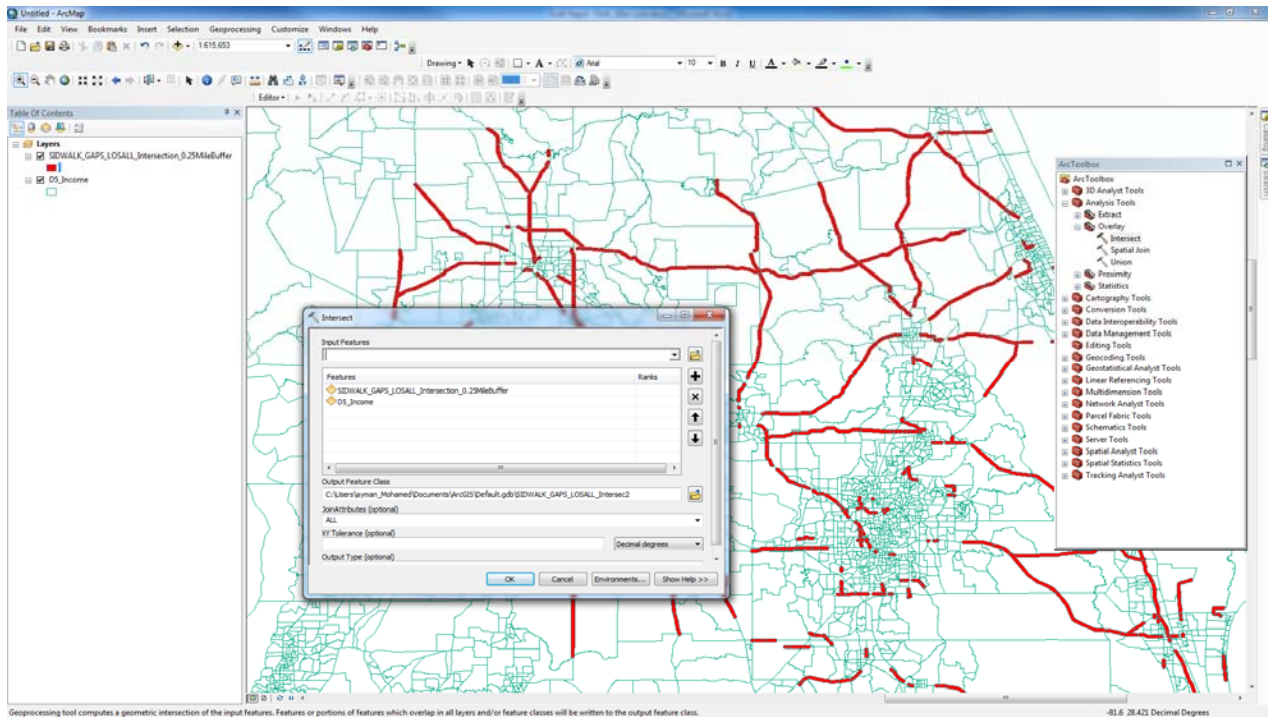 Untitled - ArcMap
File Edit View Bookmarks Insert Selection Geoprocessing Customize Windows Help
1:615,653
Drawing Arial 10 B I U A
Editor
Table Of Contents
Layers
SIDWALK_GAPS_LOSALL_Intersection_0.25MileBuffer
D5_Income
Intersect
Input Features
Features Ranks
SIDWALK_GAPS_LOSALL_Intersection_0.25MileBuffer
D5_Income
Output Feature Class
C:\Users\ayman_Mohamed\Documents\ArcGIS\Default.gdb\SIDWALK_GAPS_LOSALL_Intersec2
JoinAttributes (optional)
ALL
XY Tolerance (optional)
Decimal degrees
Output Type (optional)
OK Cancel Environments... Show Help >>
ArcToolbox
ArcToolbox
3D Analyst Tools
Analysis Tools
Extract
Overlay
Intersect
Spatial Join
Union
Proximity
Statistics
Cartography Tools
Conversion Tools
Data Interoperability Tools
Data Management Tools
Editing Tools
Geocoding Tools
Geostatistical Analyst Tools
Linear Referencing Tools
Multidimension Tools
Network Analyst Tools
Parcel Fabric Tools
Schematics Tools
Server Tools
Spatial Analyst Tools
Spatial Statistics Tools
Tracking Analyst Tools
Catalog
Search
Geoprocessing tool computes a geometric intersection of the input features. Features or portions of features which overlap in all layers and/or feature classes will be written to the output feature class.
-81.6 28.421 Decimal Degrees